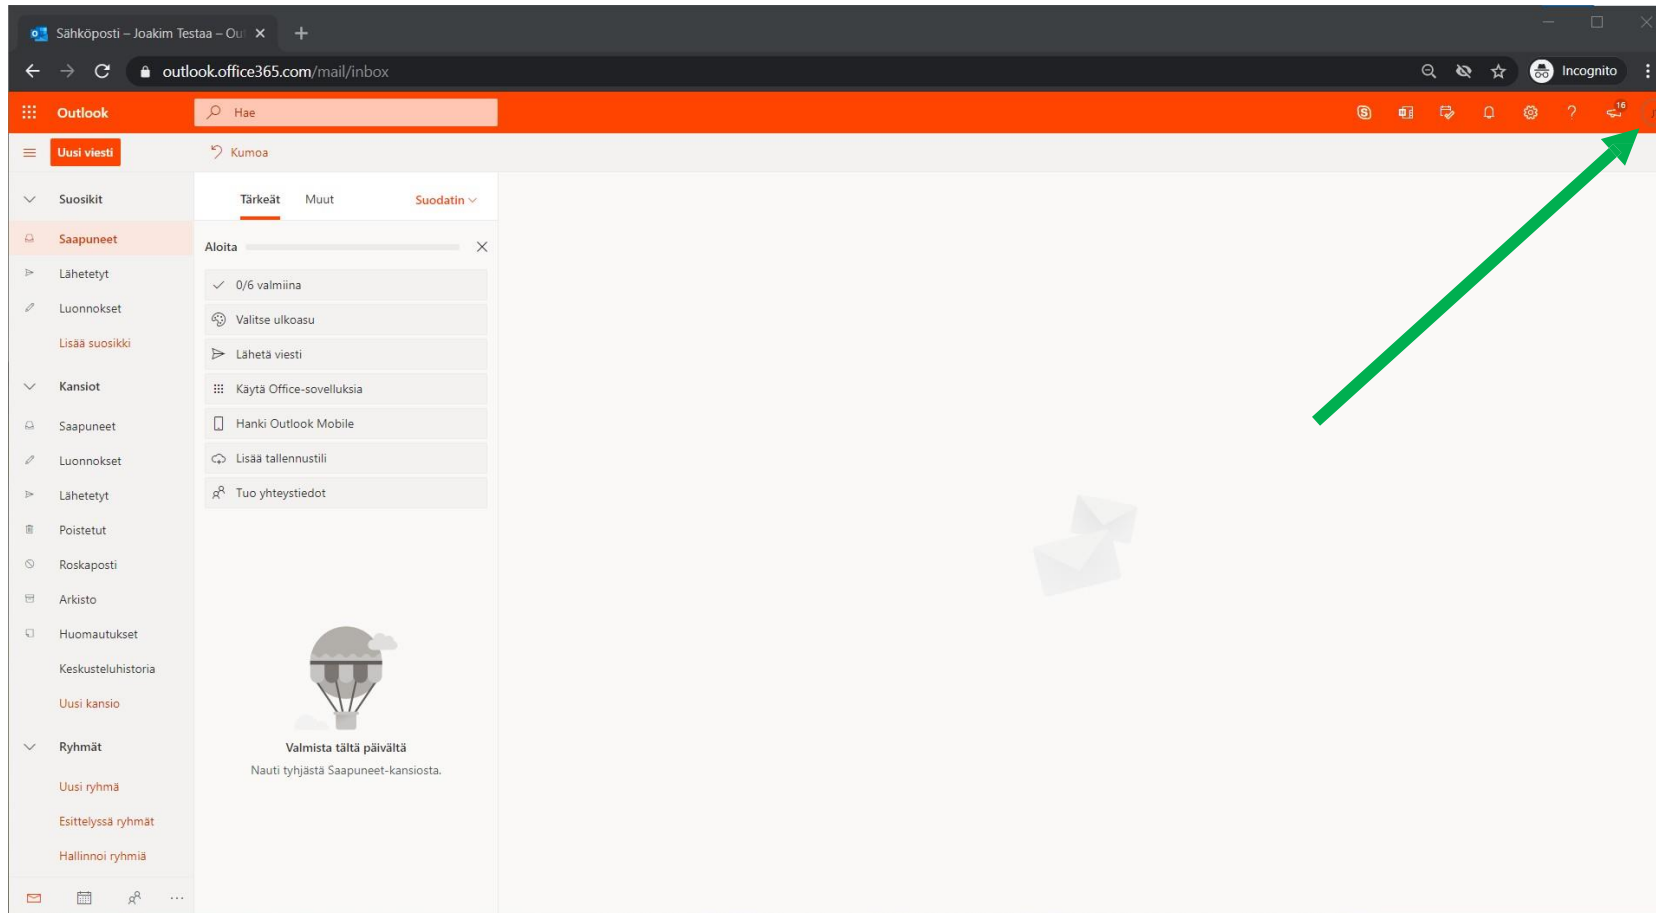 Sähköposti – Joakim Testaa – Ou
outlook.office365.com/mail/inbox
Incognito
Outlook
Hae
16
Uusi viesti
Kumoa
Suosikit
Saapuneet
Lähetetyt
Luonnokset
Lisää suosikki
Kansiot
Saapuneet
Luonnokset
Lähetetyt
Poistetut
Roskaposti
Arkisto
Huomautukset
Keskusteluhistoria
Uusi kansio
Ryhmät
Uusi ryhmä
Esittelyssä ryhmät
Hallinnoi ryhmiä
Tärkeät Muut Suodatin
Aloita
0/6 valmiina
Valitse ulkoasu
Lähetä viesti
Käytä Office-sovelluksia
Hanki Outlook Mobile
Lisää tallennustili
Tuo yhteystiedot
Valmista tältä päivältä
Nauti tyhjästä Saapuneet-kansiosta.